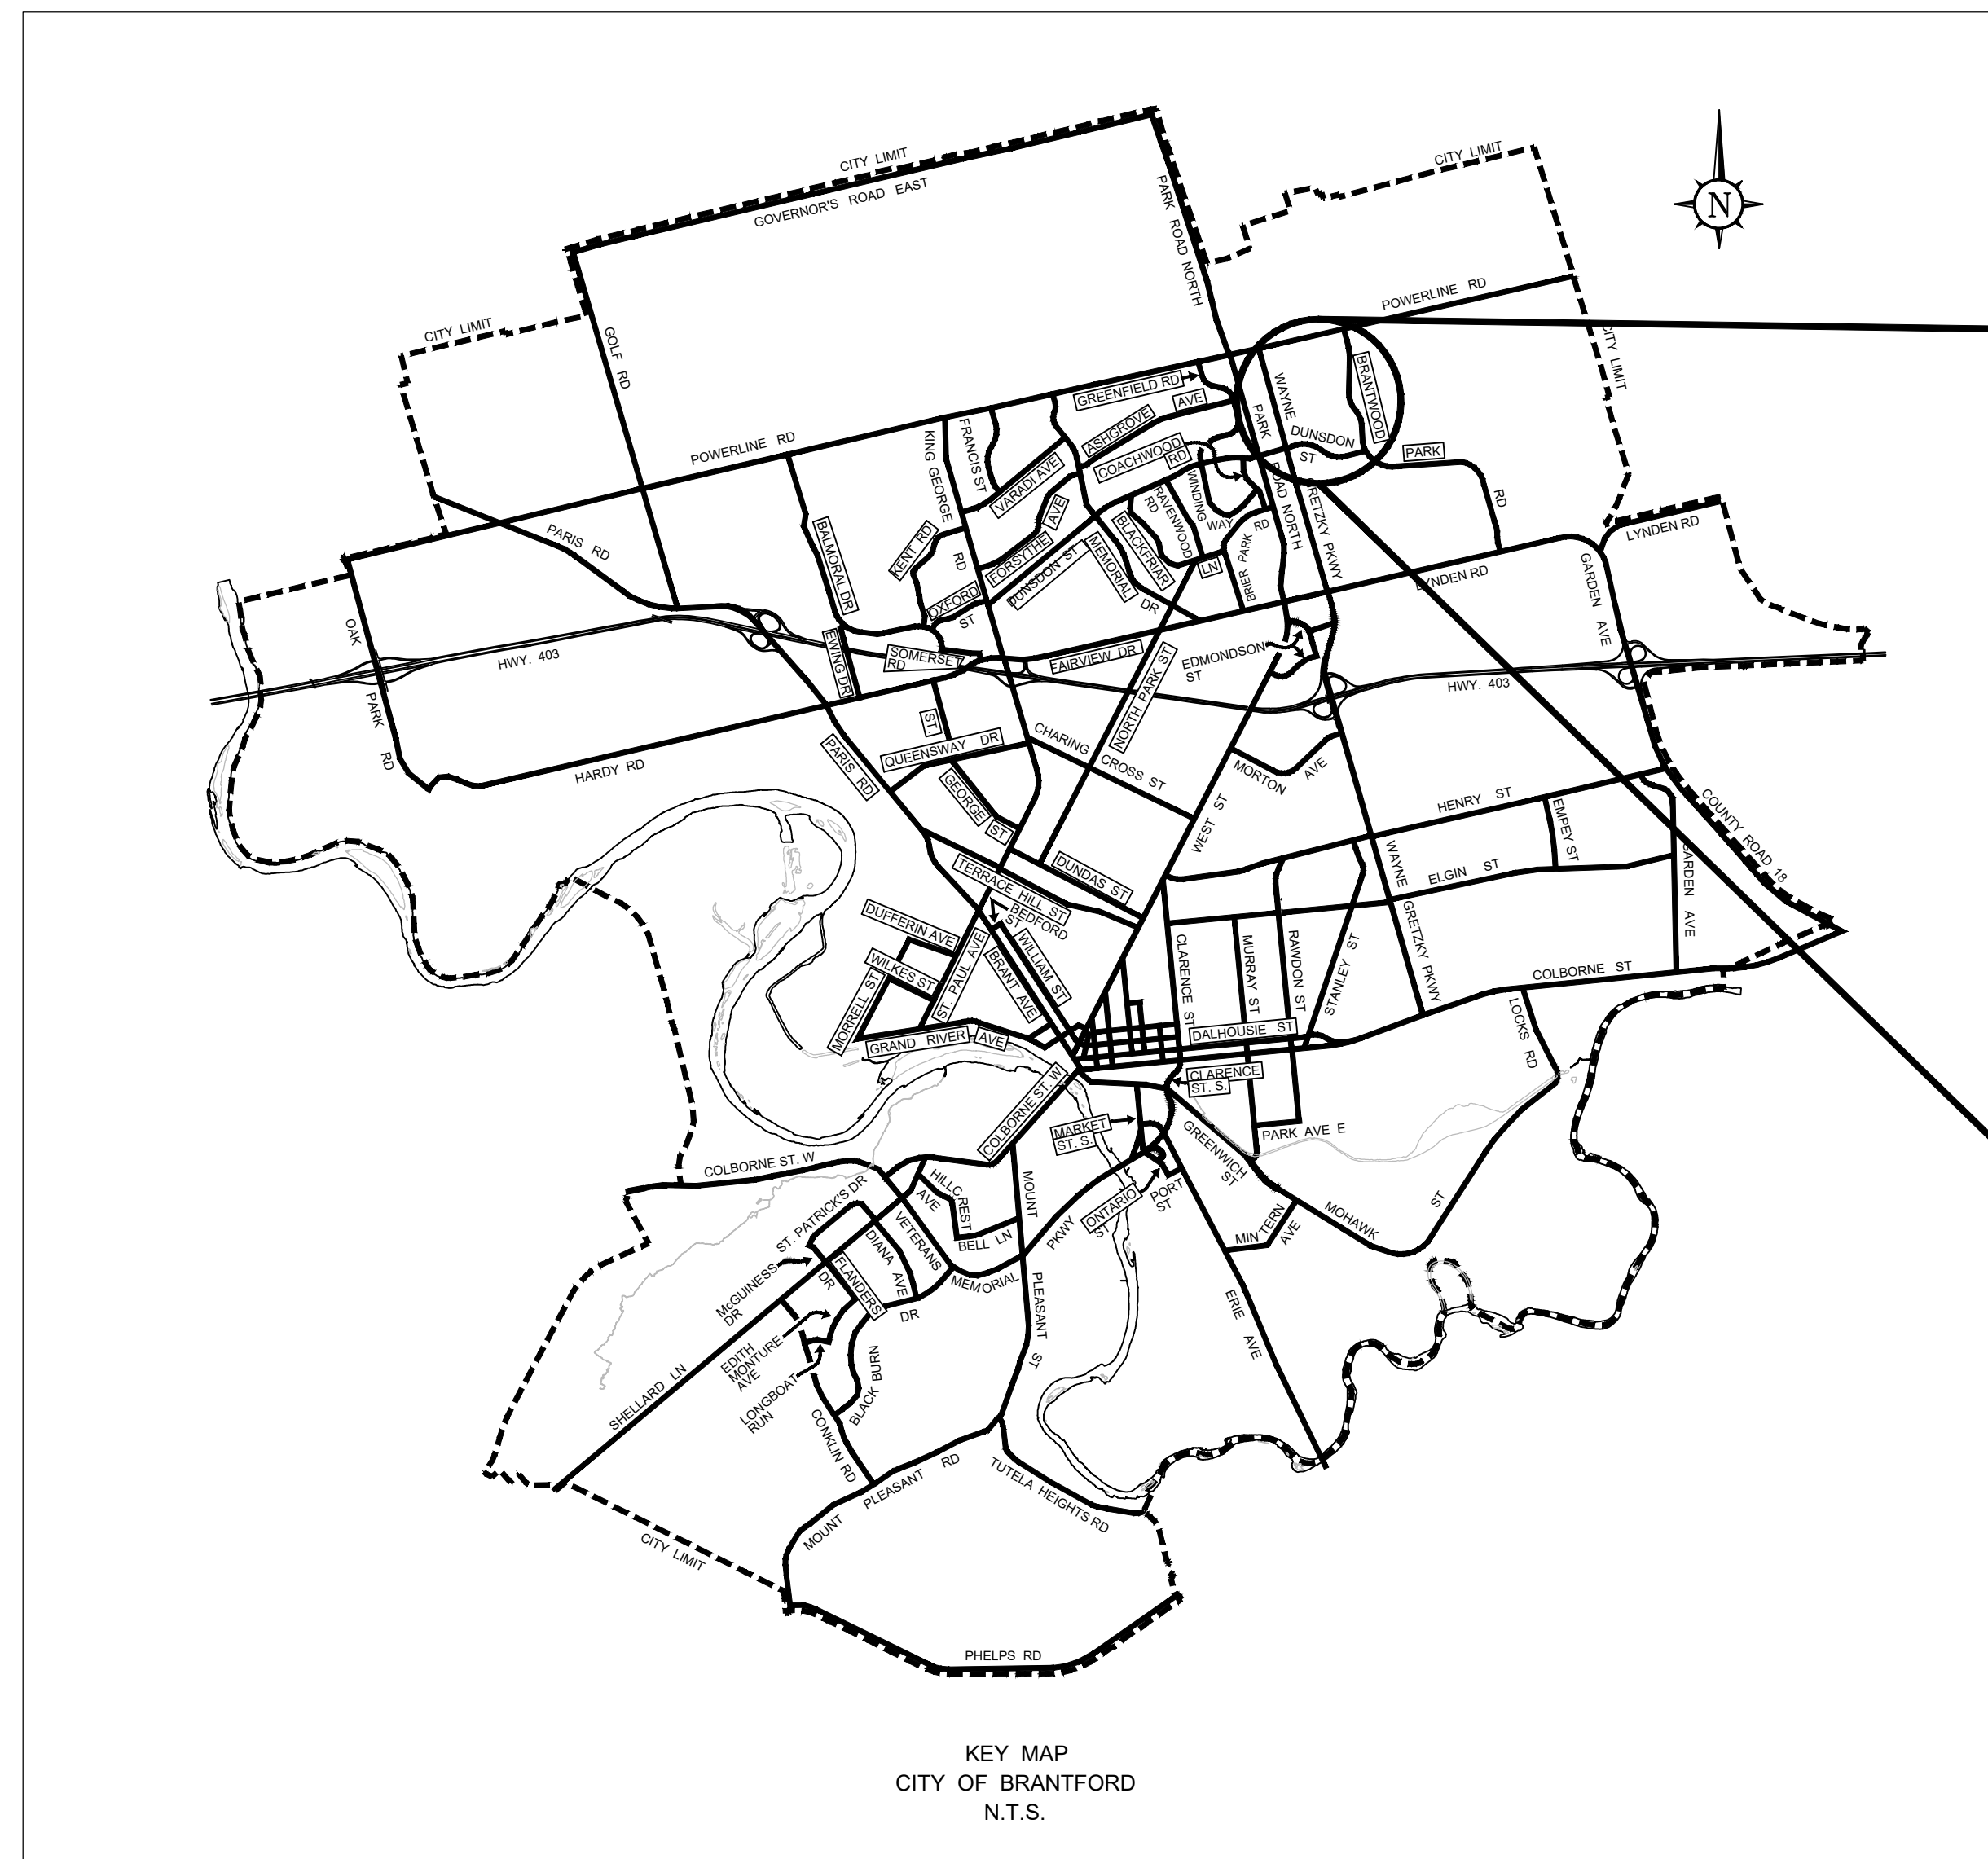 CITY LIMIT
GOVERNOR'S ROAD EAST
PARK ROAD NORTH
CITY LIMIT
N
CITY LIMIT
GOLF RD
POWERLINE RD
CITY LIMIT
GREENFIELD RD
WAYNE
GRETZKY PKWY
BRANTWOOD
PARK
RD
ASHGROVE
AVE
PARK
ROAD NORTH
DUNSDON
ST
POWERLINE RD
KING GEORGE
RD
FRANCIS ST
VARADI AVE
COACHWOOD
RD
WINDING
WAY
RAVENWOOD
RD
BLACKFRIAR
LN
BRIER PARK
RD
PARIS RD
BALMORAL DR
KENT RD
FORSYTHE
AVE
DUNSDON ST
MEMORIAL
DR
OXFORD
ST
LYNDEN RD
LYNDEN RD
GARDEN AVE
OAK
PARK
RD
HWY. 403
EWING DR
SOMERSET
RD
FAIRVIEW DR
NORTH PARK ST
EDMONDSON
ST
HWY. 403
HARDY RD
PARIS RD
ST.
QUEENSWAY DR
GEORGE
ST
CHARING
CROSS ST
WEST ST
MORTON
AVE
HENRY ST
EMPEY ST
COUNTY ROAD 18
ELGIN ST
WAYNE
GRETZKY PKWY
GARDEN AVE
DUNDAS ST
TERRACE HILL ST
BEDFORD
ST
WILLIAM ST
BRANT AVE
DUFFERIN AVE
WILKES ST
MORRELL ST
ST. PAUL AVE
GRAND RIVER
AVE
CLARENCE ST
MURRAY ST
RAWDON ST
STANLEY ST
COLBORNE ST
LOCKS RD
DALHOUSIE ST
CLARENCE
ST. S.
COLBORNE ST. W
MARKET
ST. S.
PARK AVE E
GREENWICH
ST
COLBORNE ST. W
ST. PATRICK'S DR
HILLCREST
AVE
MOUNT
PLEASANT
ST
BELL LN
VETERANS
MEMORIAL
PKWY
ONTARIO
ST
PORT
ST
MINTERN
AVE
MOHAWK
ST
DIANA AVE
FLANDERS
DR
McGUINESS
DR
DR
EDITH
MONTURE
AVE
LONGBOAT
RUN
BLACK BURN
ERIE AVE
SHELLARD LN
CONKLIN RD
MOUNT PLEASANT RD
TUTELA HEIGHTS RD
CITY LIMIT
PHELPS RD
KEY MAP
CITY OF BRANTFORD
N.T.S.